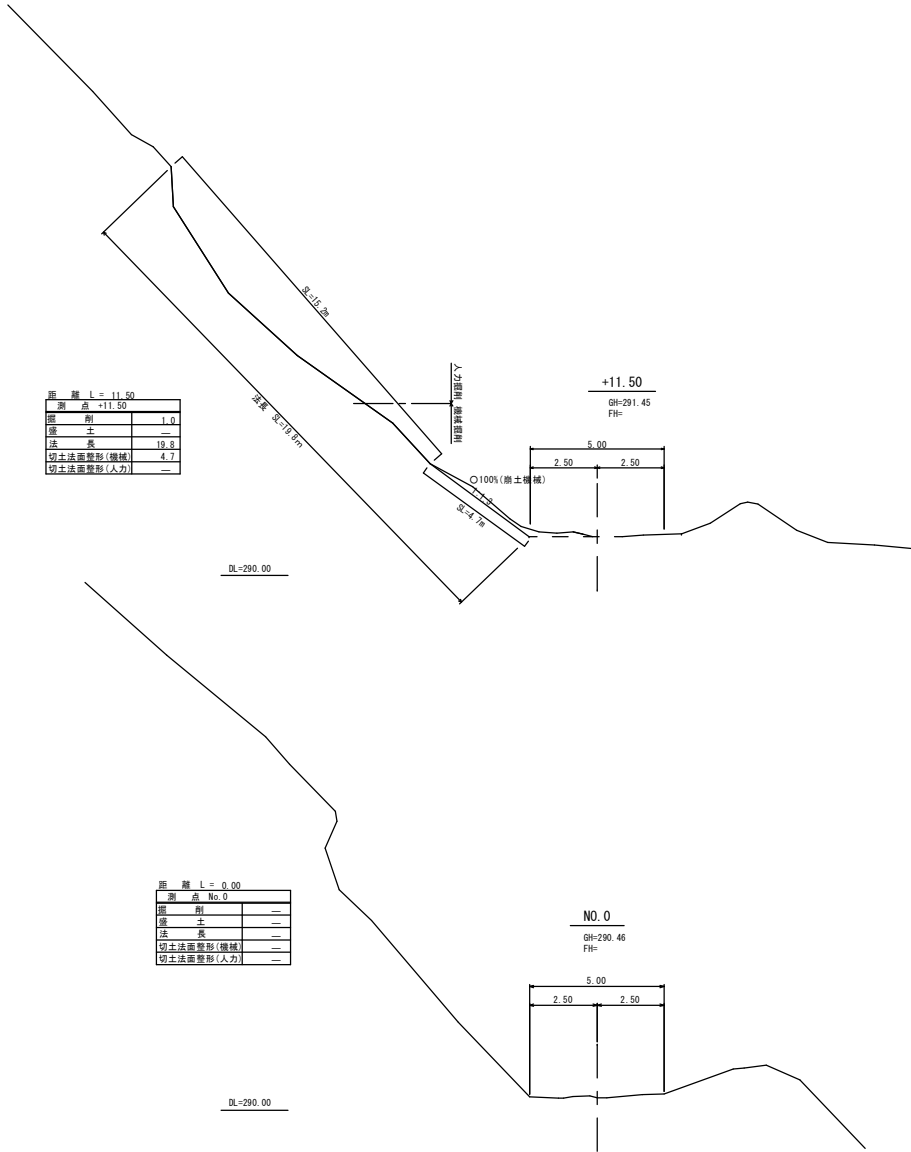 SL=15.2m
人力掘削 機械掘削
+11.50
GH=291.45
FH=
5.00
2.50 2.50
距 離 L = 11.50
測 点 +11.50
掘 削 1.0
盛 土 —
法 長 19.8
切土法面整形(機械) 4.7
切土法面整形(人力) —
法長 SL=19.8m
○100%(崩土機械)
SL=4.7m
DL=290.00
距 離 L = 0.00
測 点 No.0
掘 削 —
盛 土 —
法 長 —
切土法面整形(機械) —
切土法面整形(人力) —
NO.0
GH=290.46
FH=
5.00
2.50 2.50
DL=290.00